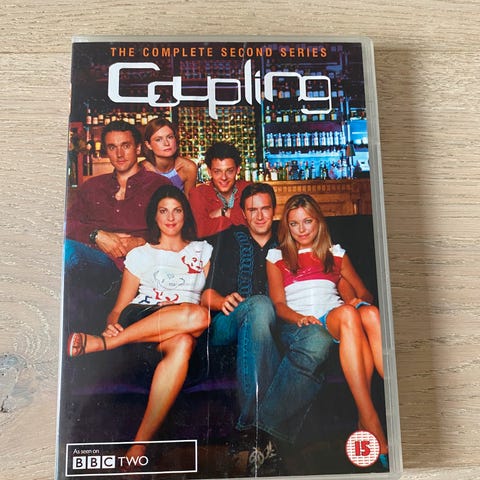 THE COMPLETE SECOND SERIES
Coupling
As seen on
BBC TWO
15